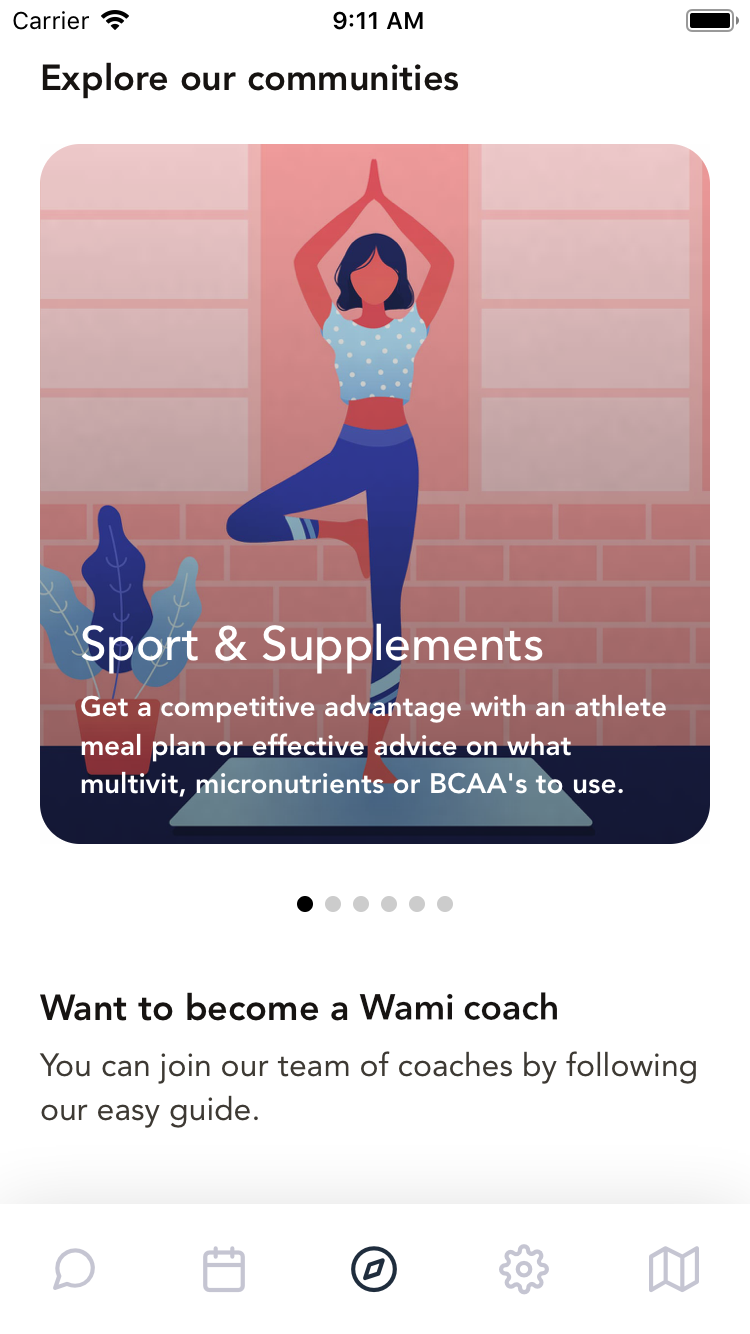 Carrier 9:11 AM
Explore our communities
Sport & Supplements
Get a competitive advantage with an athlete
meal plan or effective advice on what
multivit, micronutrients or BCAA's to use.
Want to become a Wami coach
You can join our team of coaches by following
our easy guide.